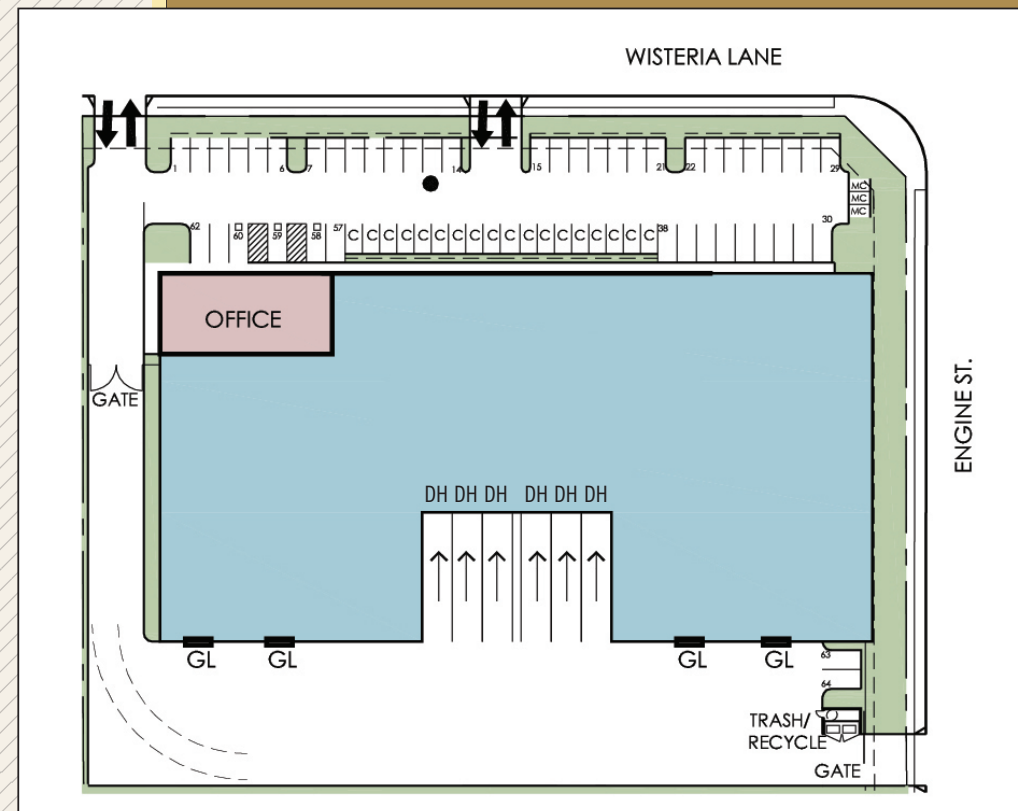 WISTERIA LANE
1 6 7 14 15 21 22 29
MC
MC
MC
62 60 59 58 57 C C C C C C C C C C C C C C C C 38 30
OFFICE
GATE
ENGINE ST.
DH DH DH DH DH DH
GL GL GL GL
63
64
TRASH/
RECYCLE
GATE